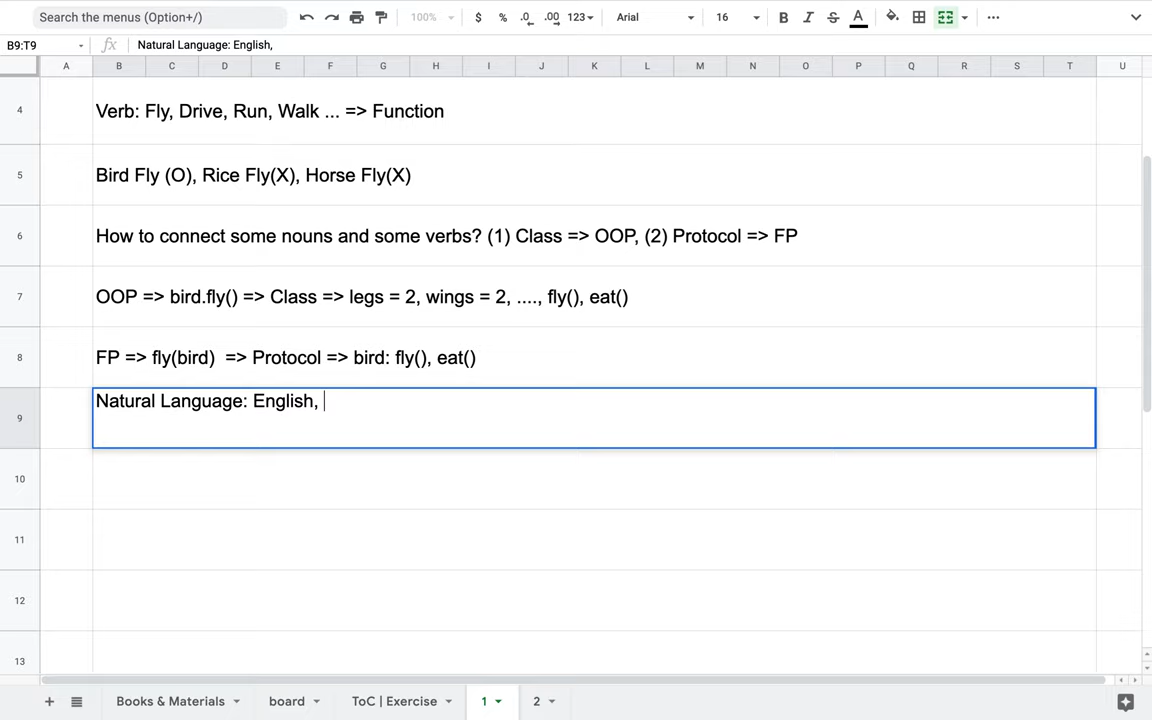 Search the menus (Option+/) 100% $ % .0 .00 123 Arial 16 B I S A
B9:T9 fx Natural Language: English,
A B C D E F G H I J K L M N O P Q R S T U
4 Verb: Fly, Drive, Run, Walk ... => Function
5 Bird Fly (O), Rice Fly(X), Horse Fly(X)
6 How to connect some nouns and some verbs? (1) Class => OOP, (2) Protocol => FP
7 OOP => bird.fly() => Class => legs = 2, wings = 2, ...., fly(), eat()
8 FP => fly(bird)  => Protocol => bird: fly(), eat()
9 Natural Language: English,
10
11
12
13
Books & Materials board ToC | Exercise 1 2